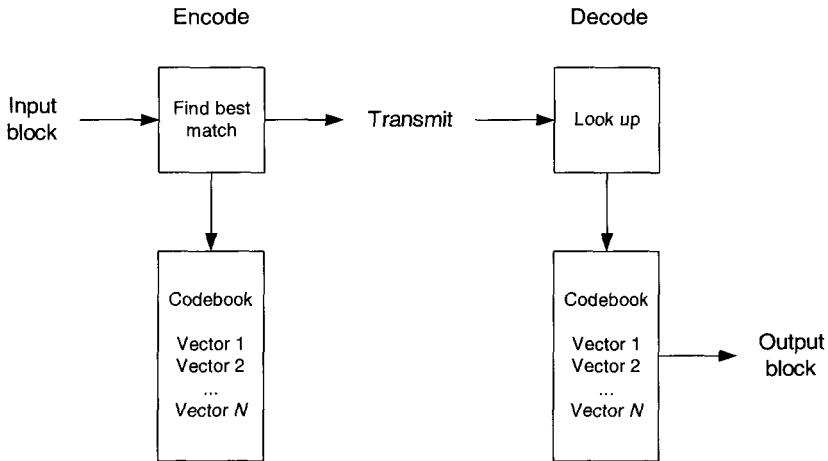 Encode
Decode
Input
block
Find best
match
Transmit
Look up
Codebook
Vector 1
Vector 2
...
Vector N
Codebook
Vector 1
Vector 2
...
Vector N
Output
block